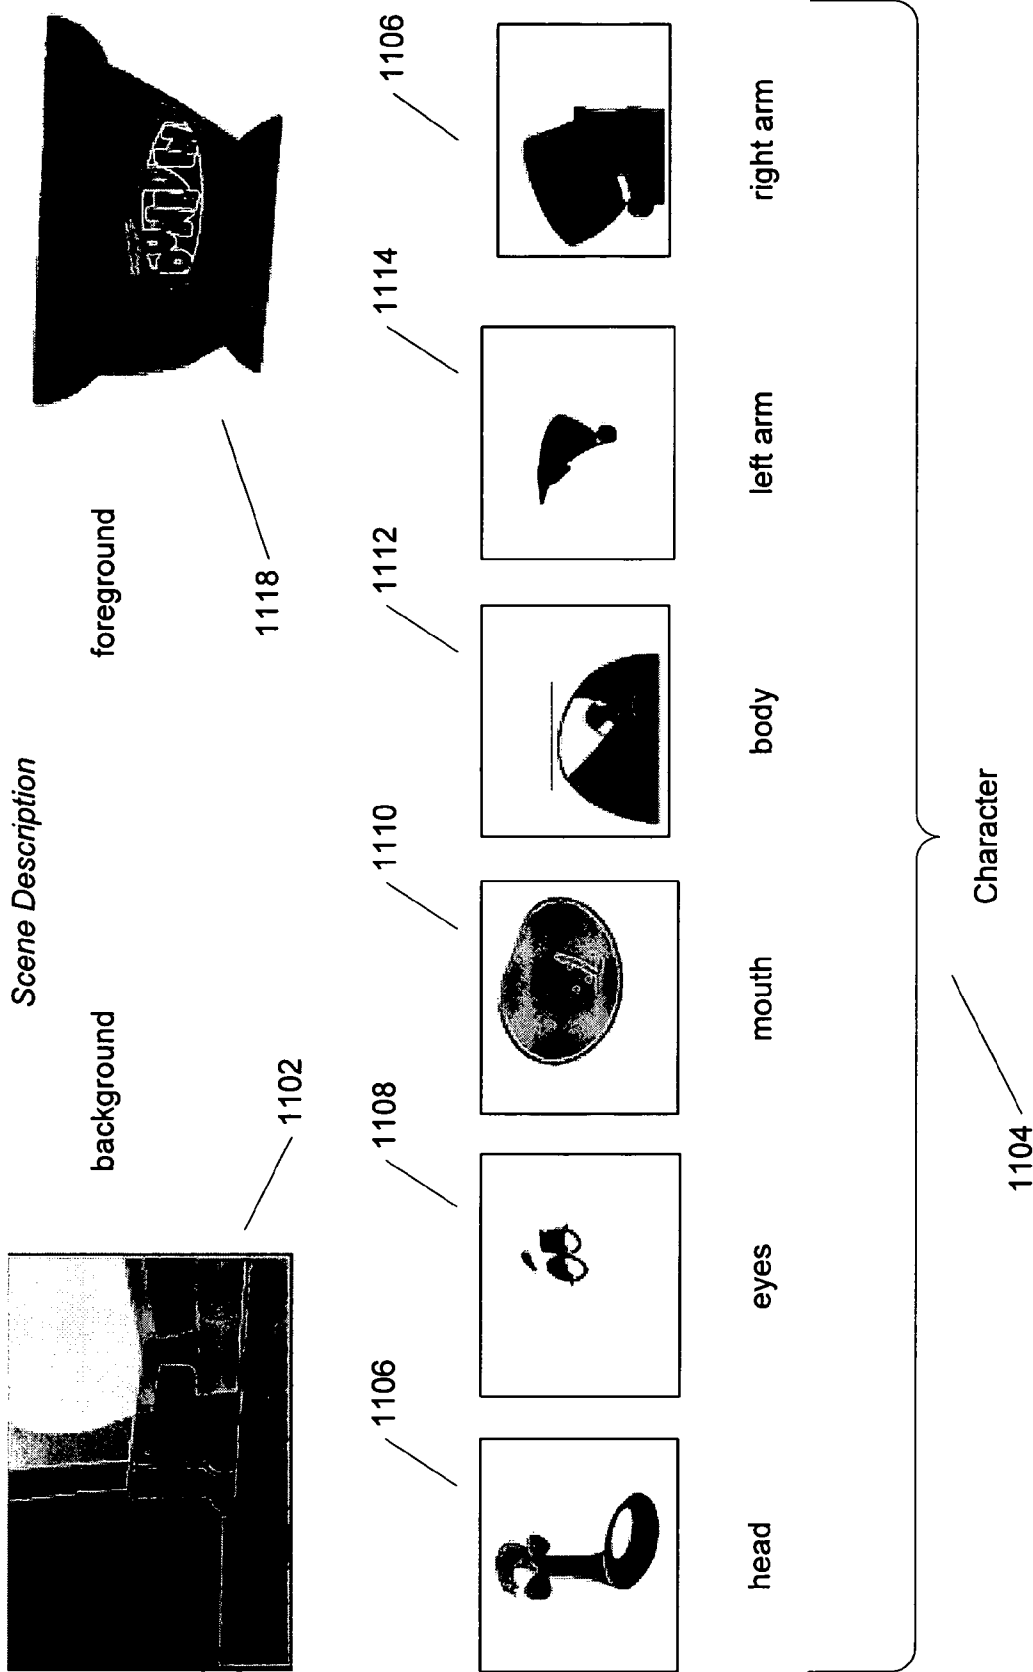 Scene Description
background
foreground
1102
1118
1106
1108
1110
1112
1114
1106
head
eyes
mouth
body
left arm
right arm
Character
1104